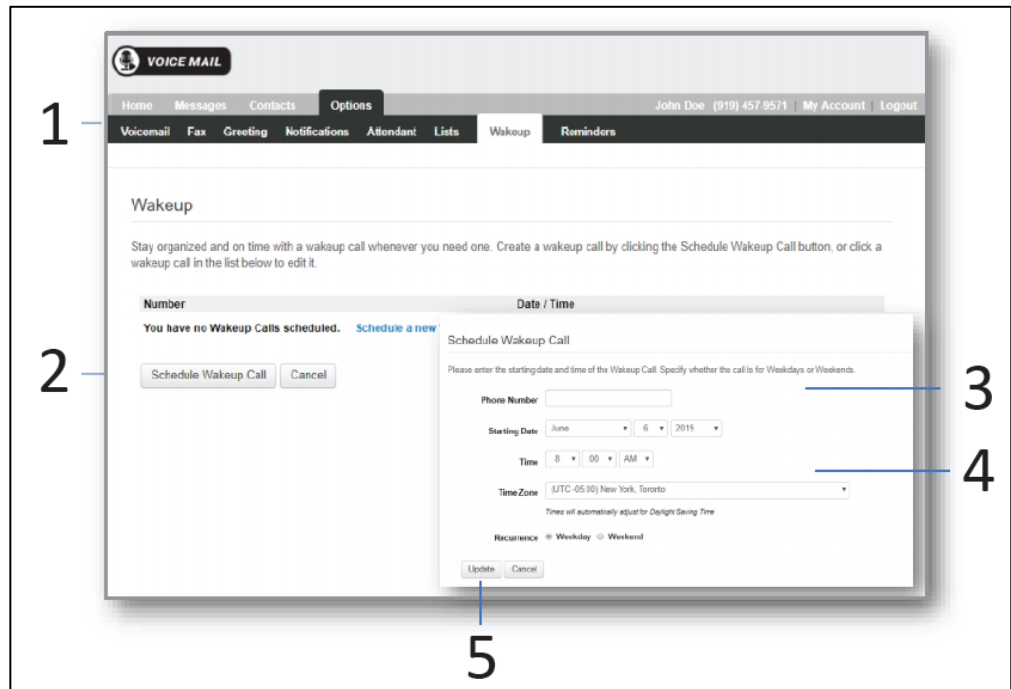 VOICE MAIL
Home Messages Contacts Options John Doe (919) 457-9571 | My Account | Logout
1
Voicemail Fax Greeting Notifications Attendant Lists Wakeup Reminders
Wakeup
Stay organized and on time with a wakeup call whenever you need one. Create a wakeup call by clicking the Schedule Wakeup Call button, or click a
wakeup call in the list below to edit it.
Number Date / Time
You have no Wakeup Calls scheduled. Schedule a new
2
Schedule Wakeup Call Cancel
Schedule Wakeup Call
Please enter the starting date and time of the Wakeup Call. Specify whether the call is for Weekdays or Weekends.
3
Phone Number
Starting Date June 6 2019
Time 8 :00 AM
4
Time Zone (UTC-05:00) New York, Toronto
Times will automatically adjust for Daylight Saving Time
Recurrence Weekday Weekend
Update Cancel
5